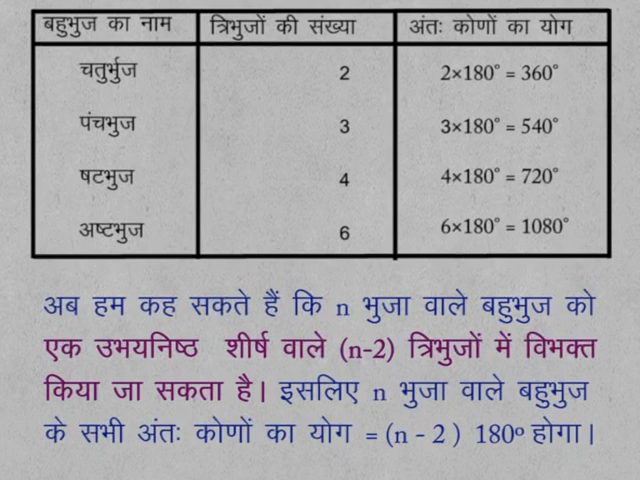 बहुभुज का नाम त्रिभुजों की संख्या अंतः कोणों का योग
चतुर्भुज 2 2×180° = 360°
पंचभुज 3 3×180° = 540°
षटभुज 4 4×180° = 720°
अष्टभुज 6 6×180° = 1080°
अब हम कह सकते हैं कि n भुजा वाले बहुभुज को
एक उभयनिष्ठ शीर्ष वाले (n-2) त्रिभुजों में विभक्त
किया जा सकता है। इसलिए n भुजा वाले बहुभुज
के सभी अंतः कोणों का योग = (n - 2 ) 180º होगा।